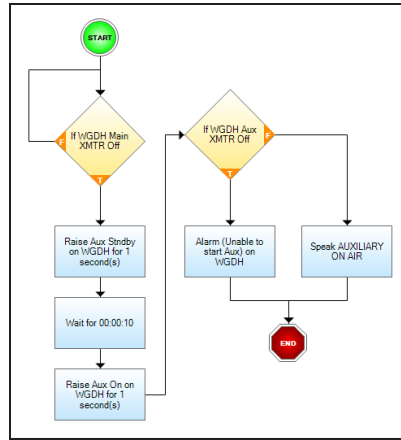 START
If WGDH Main
XMTR Off
F
T
Raise Aux Stndby
on WGDH for 1
second(s)
Wait for 00:00:10
Raise Aux On on
WGDH for 1
second(s)
If WGDH Aux
XMTR Off
F
T
Alarm (Unable to
start Aux) on
WGDH
Speak AUXILIARY
ON AIR
END